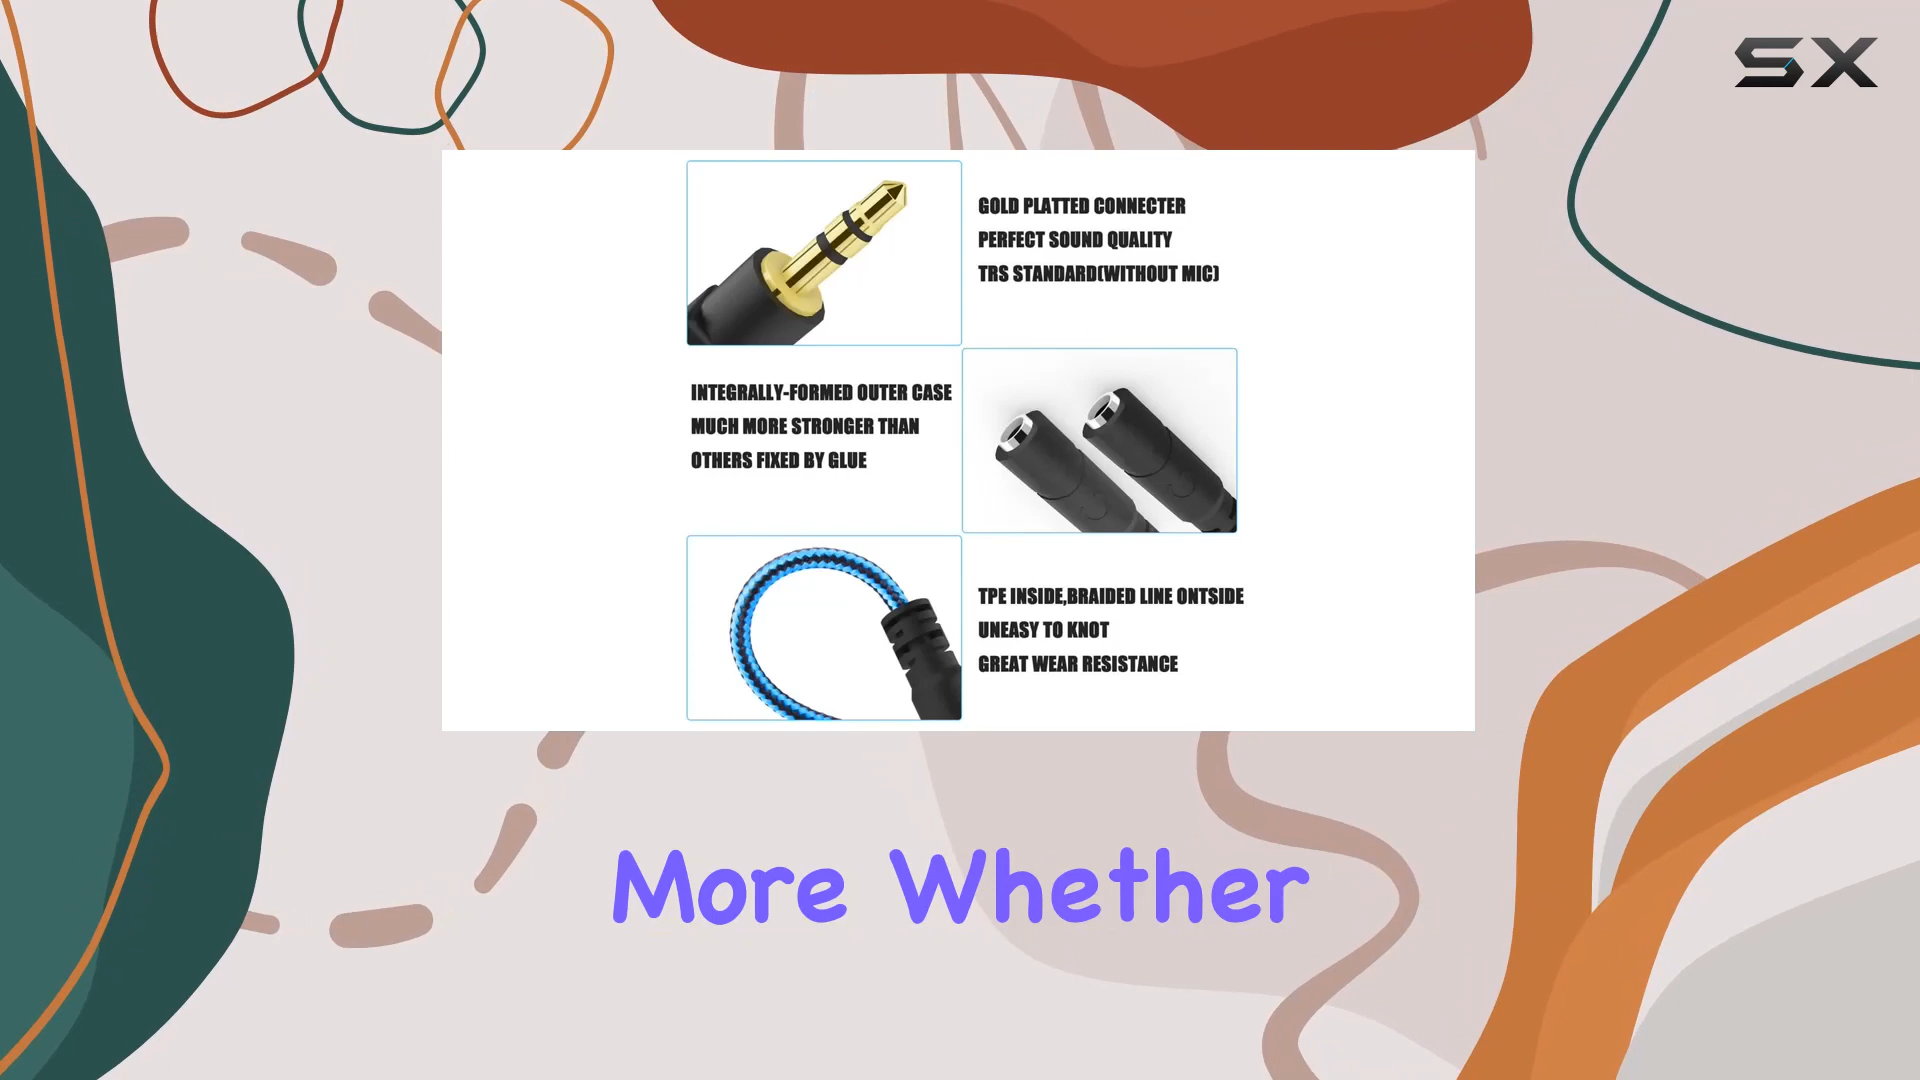 SX
GOLD PLATTED CONNECTER
PERFECT SOUND QUALITY
TRS STANDARD(WITHOUT MIC)
INTEGRALLY-FORMED OUTER CASE
MUCH MORE STRONGER THAN
OTHERS FIXED BY GLUE
TPE INSIDE,BRAIDED LINE ONTSIDE
UNEASY TO KNOT
GREAT WEAR RESISTANCE
More Whether